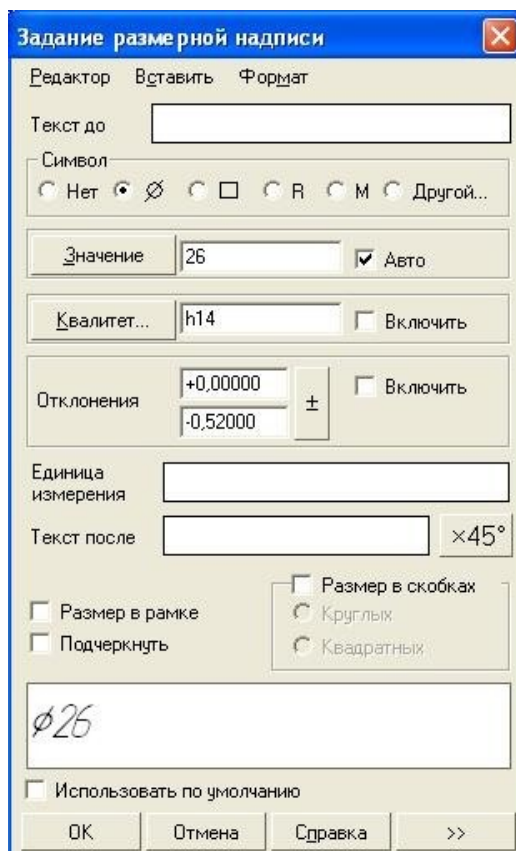 Задание размерной надписи
Редактор Вставить Формат
Текст до
Символ
Нет Ø □ R M Другой...
Значение 26 Авто
Квалитет... h14 Включить
+0,00000 Включить
Отклонения ±
-0,52000
Единица
измерения
Текст после ×45°
Размер в скобках
Размер в рамке Круглых
Подчеркнуть Квадратных
Ø26
Использовать по умолчанию
OK Отмена Справка >>